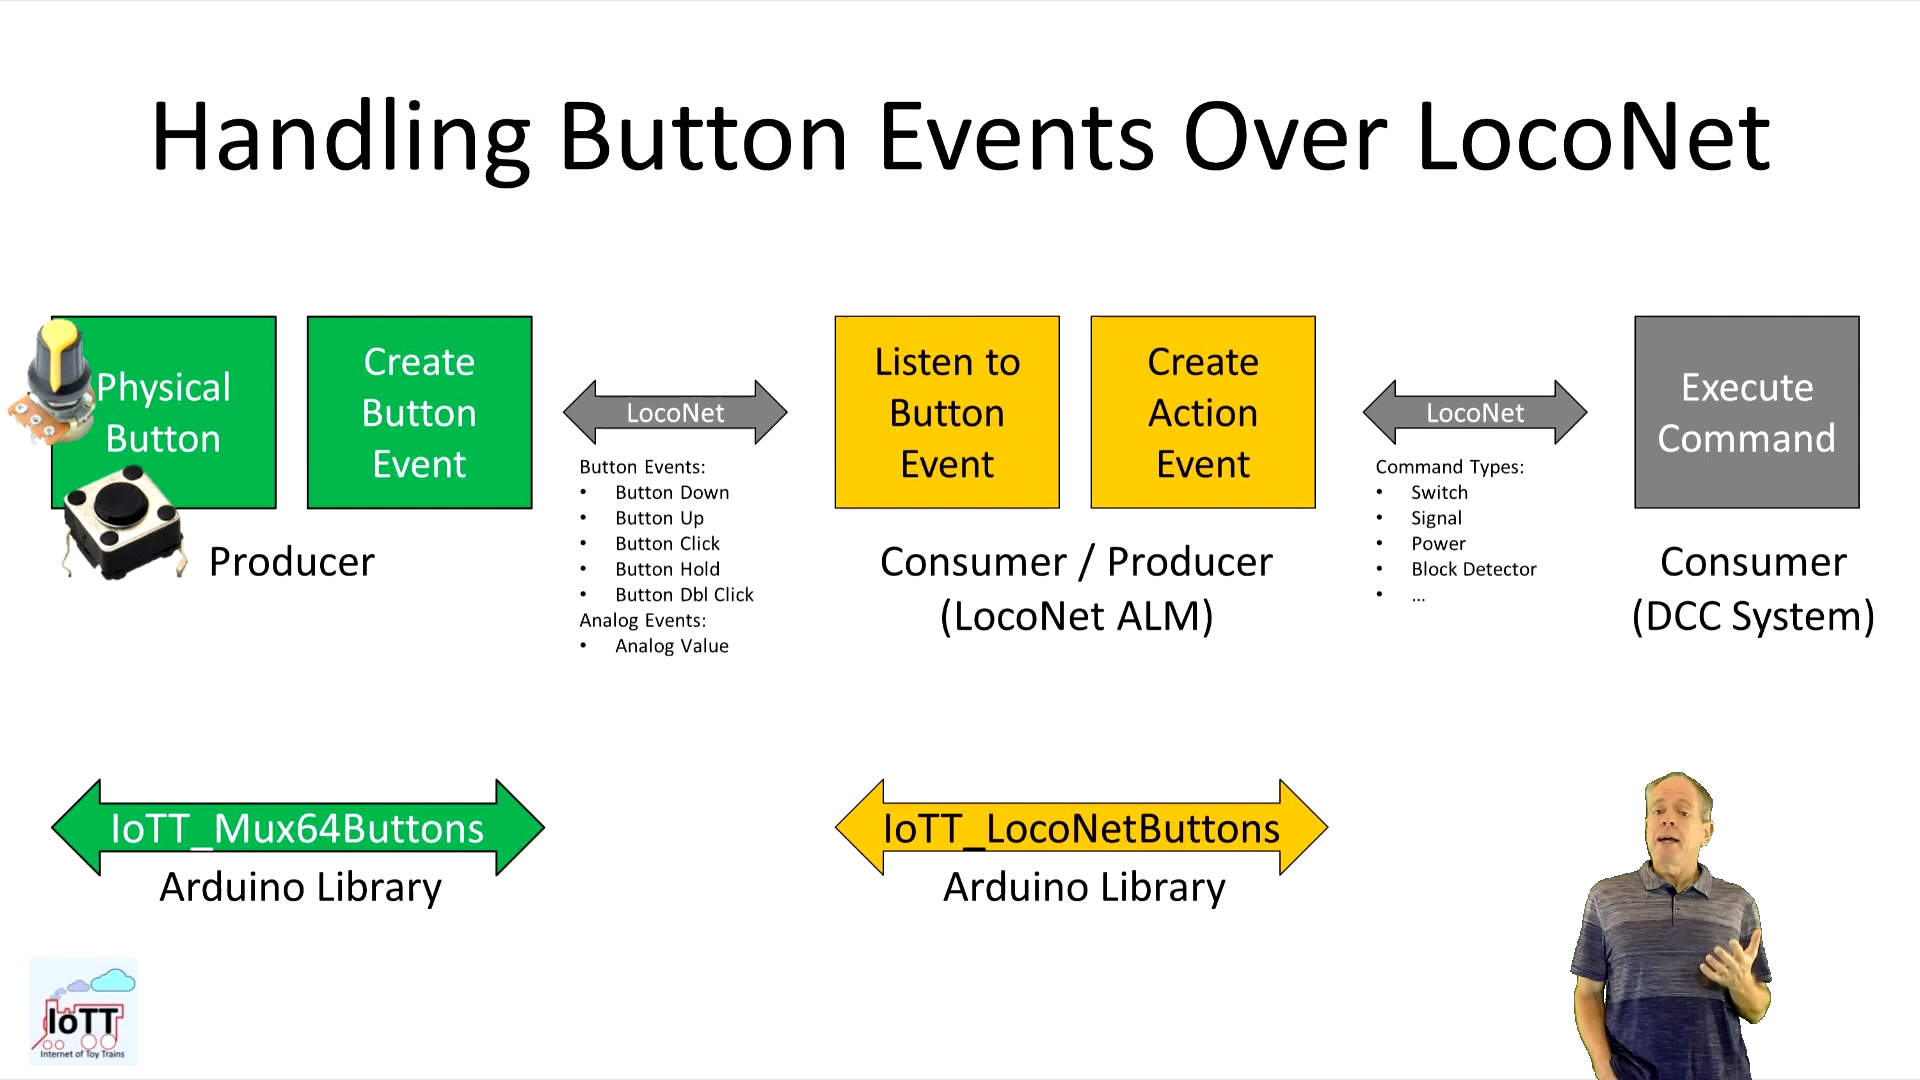 Handling Button Events Over LocoNet
Physical
Button
Create
Button
Event
Producer
LocoNet
Button Events:
• Button Down
• Button Up
• Button Click
• Button Hold
• Button Dbl Click
Analog Events:
• Analog Value
Listen to
Button
Event
Create
Action
Event
Consumer / Producer
(LocoNet ALM)
LocoNet
Command Types:
• Switch
• Signal
• Power
• Block Detector
• ...
Execute
Command
Consumer
(DCC System)
IoTT_Mux64Buttons
Arduino Library
IoTT_LocoNetButtons
Arduino Library
IoTT
Internet of Toy Trains